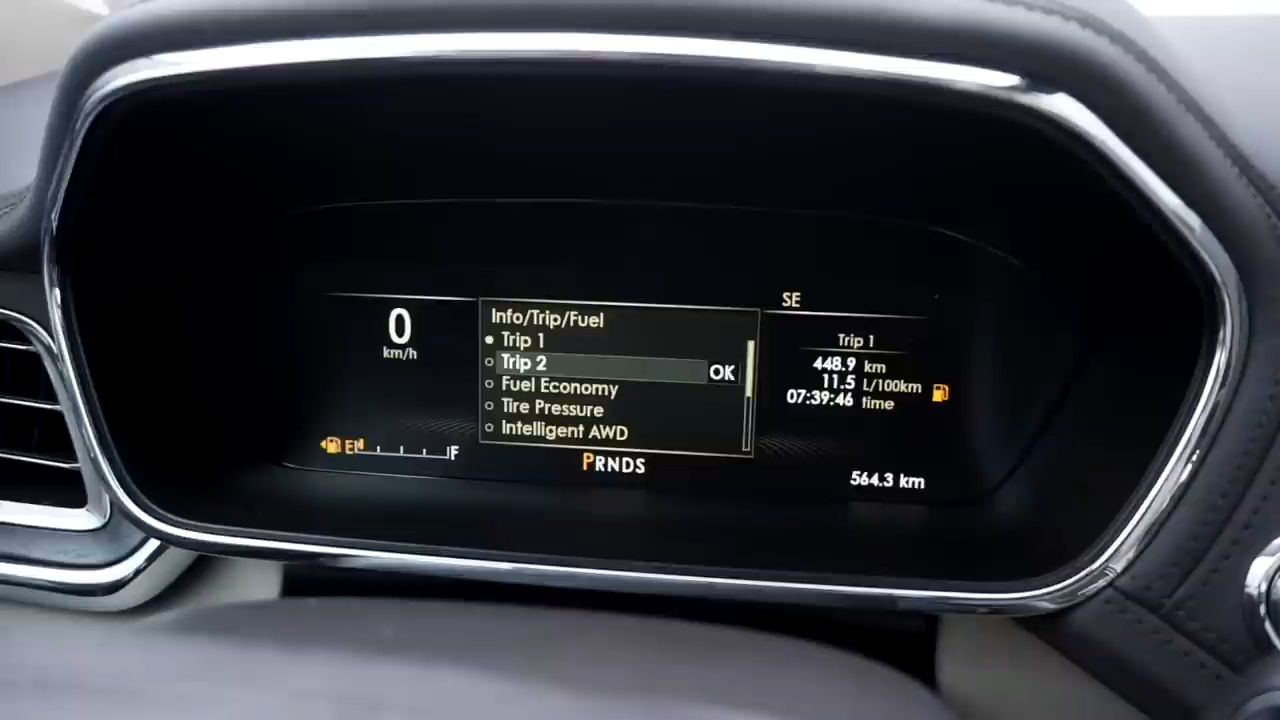 SE
0
km/h
Info/Trip/Fuel
Trip 1
Trip 2 OK
Fuel Economy
Tire Pressure
Intelligent AWD
Trip 1
448.9 km
11.5 L/100km
07:39:46 time
E F
PRNDS
564.3 km